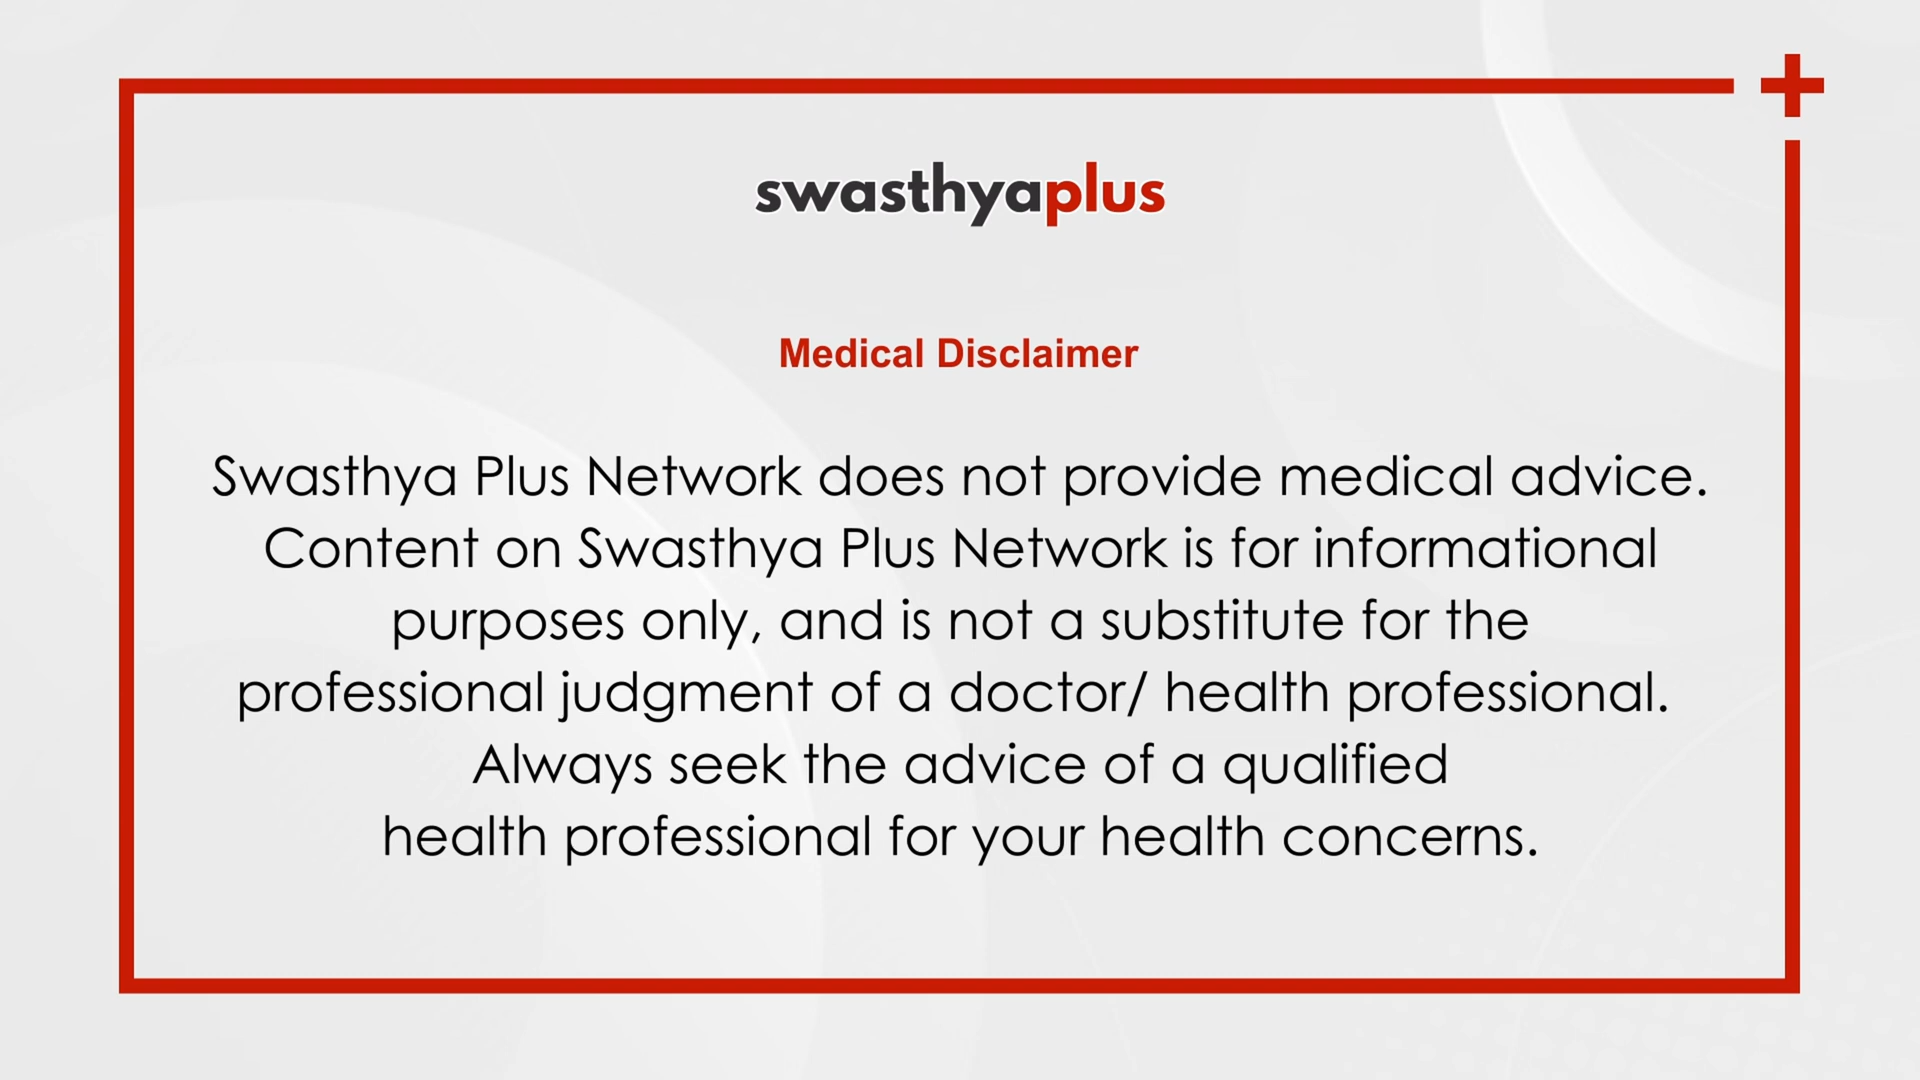 swasthyaplus
Medical Disclaimer
Swasthya Plus Network does not provide medical advice.
Content on Swasthya Plus Network is for informational
purposes only, and is not a substitute for the
professional judgment of a doctor/ health professional.
Always seek the advice of a qualified
health professional for your health concerns.